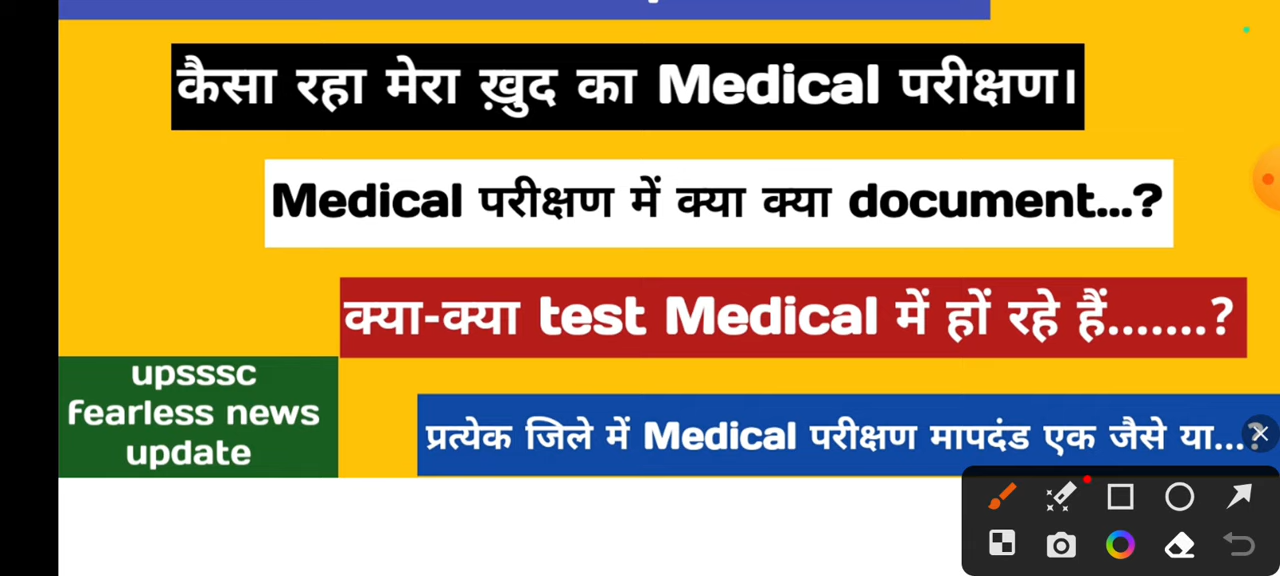 कैसा रहा मेरा ख़ुद का Medical परीक्षण।
Medical परीक्षण में क्या क्या document...?
क्या-क्या test Medical में हों रहे हैं.......?
upsssc
fearless news
update
प्रत्येक जिले में Medical परीक्षण मापदंड एक जैसे या...?